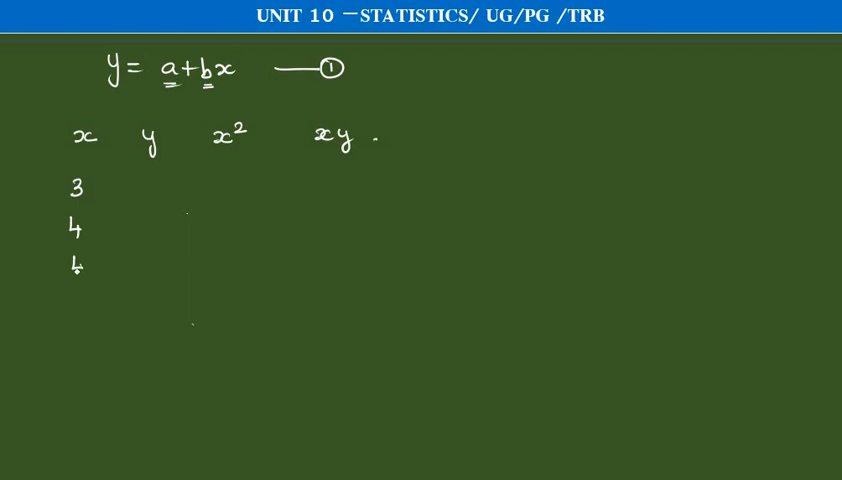 UNIT 10 – STATISTICS/ UG/PG /TRB
y = a + bx —— ①
x y x² xy .
3
4
4